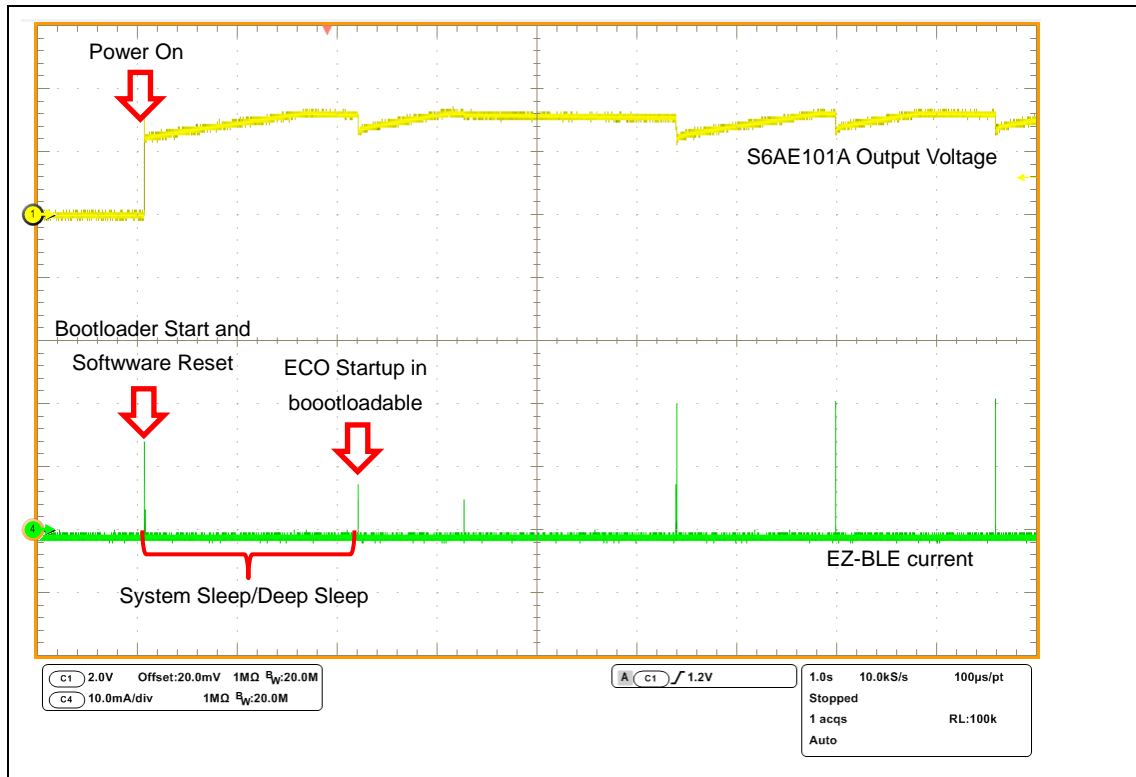 Power On
1
S6AE101A Output Voltage
Bootloader Start and
Softwware Reset
ECO Startup in
boootloadable
4
EZ-BLE current
System Sleep/Deep Sleep
C1 2.0V Offset:20.0mV 1MΩ BW:20.0M
C4 10.0mA/div 1MΩ BW:20.0M
A C1 1.2V
1.0s 10.0kS/s 100µs/pt
Stopped
1 acqs RL:100k
Auto